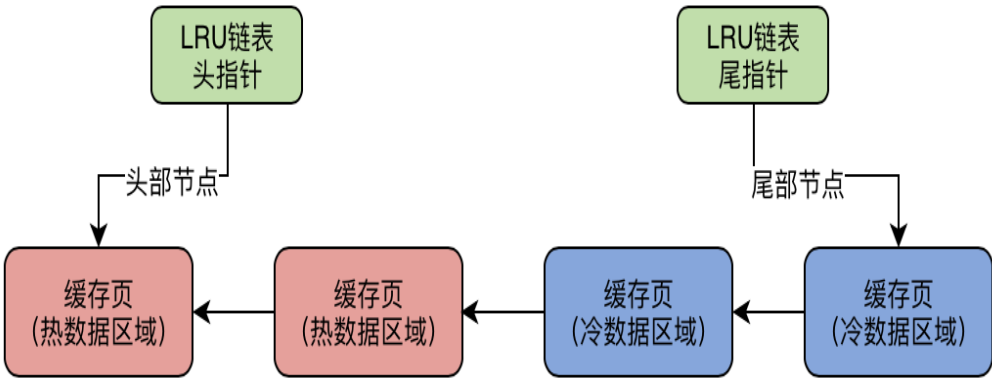 LRU链表
头指针
LRU链表
尾指针
头部节点
尾部节点
缓存页
(热数据区域)
缓存页
(热数据区域)
缓存页
(冷数据区域)
缓存页
(冷数据区域)